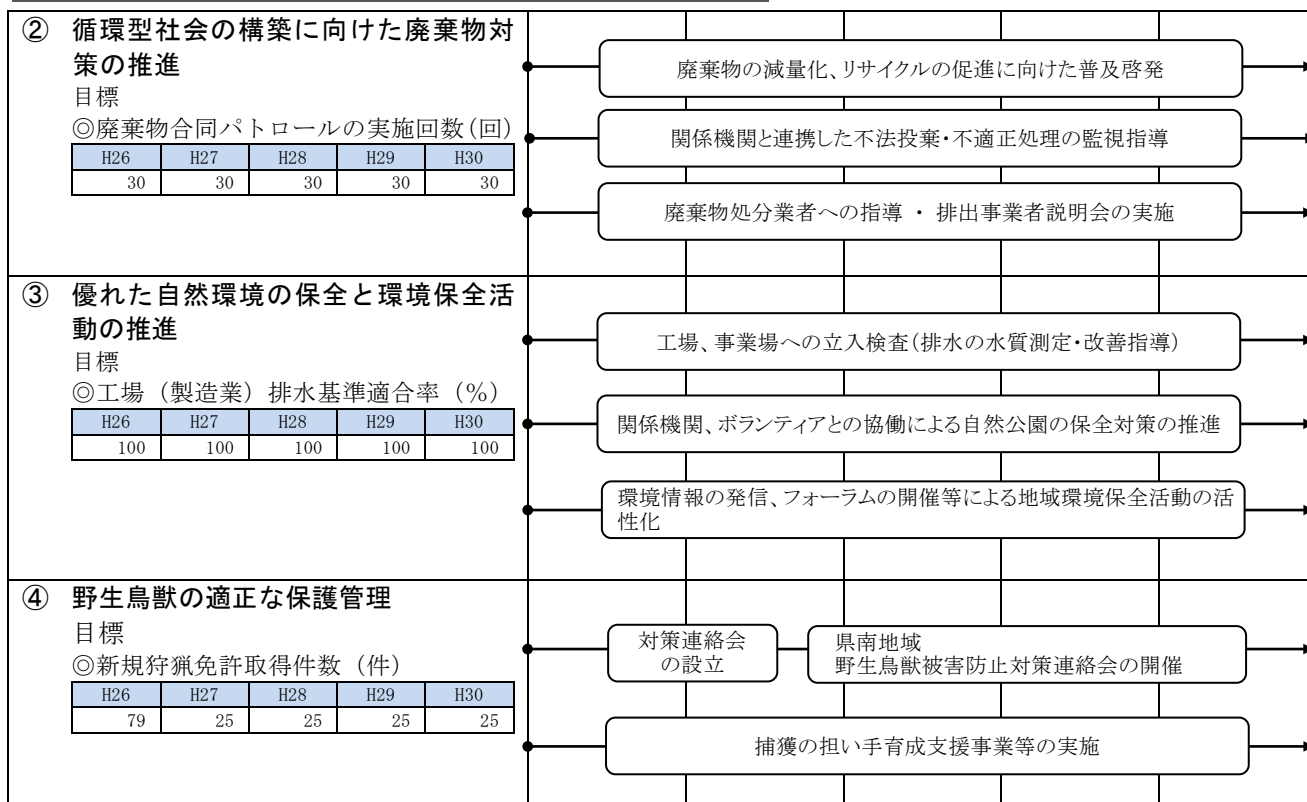 ② 循環型社会の構築に向けた廃棄物対
策の推進
目標
◎廃棄物合同パトロールの実施回数(回)
H26 H27 H28 H29 H30
30 30 30 30 30
廃棄物の減量化、リサイクルの促進に向けた普及啓発
関係機関と連携した不法投棄・不適正処理の監視指導
廃棄物処分業者への指導 ・ 排出事業者説明会の実施
③ 優れた自然環境の保全と環境保全活
動の推進
目標
◎工場（製造業）排水基準適合率（％）
H26 H27 H28 H29 H30
100 100 100 100 100
工場、事業場への立入検査(排水の水質測定・改善指導)
関係機関、ボランティアとの協働による自然公園の保全対策の推進
環境情報の発信、フォーラムの開催等による地域環境保全活動の活
性化
④ 野生鳥獣の適正な保護管理
目標
◎新規狩猟免許取得件数（件）
H26 H27 H28 H29 H30
79 25 25 25 25
対策連絡会
の設立
県南地域
野生鳥獣被害防止対策連絡会の開催
捕獲の担い手育成支援事業等の実施